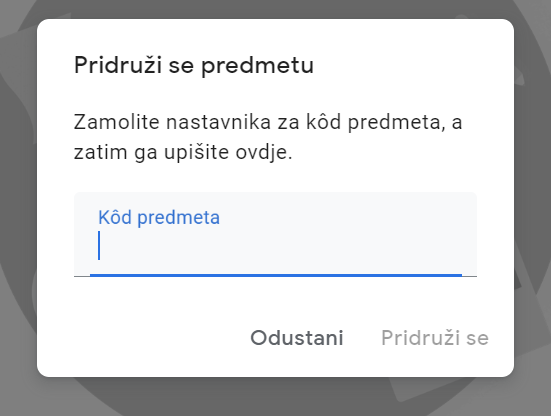 Pridruži se predmetu
Zamolite nastavnika za kôd predmeta, a
zatim ga upišite ovdje.
Kôd predmeta
Odustani Pridruži se